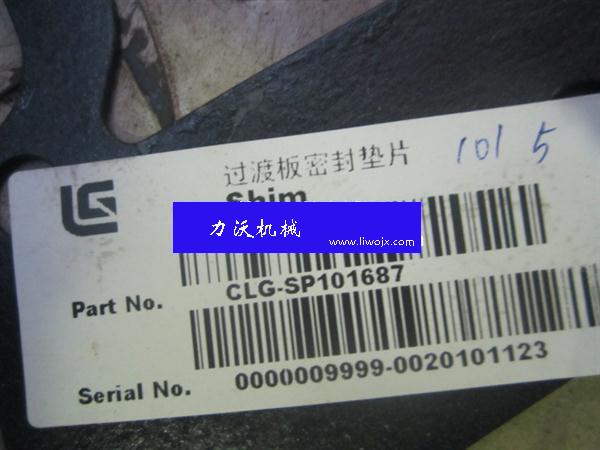 过渡板密封垫片
101 5
Shim
力沃机械
www.liwojx.com
Part No.
CLG-SP101687
Serial No.
0000009999-0020101123